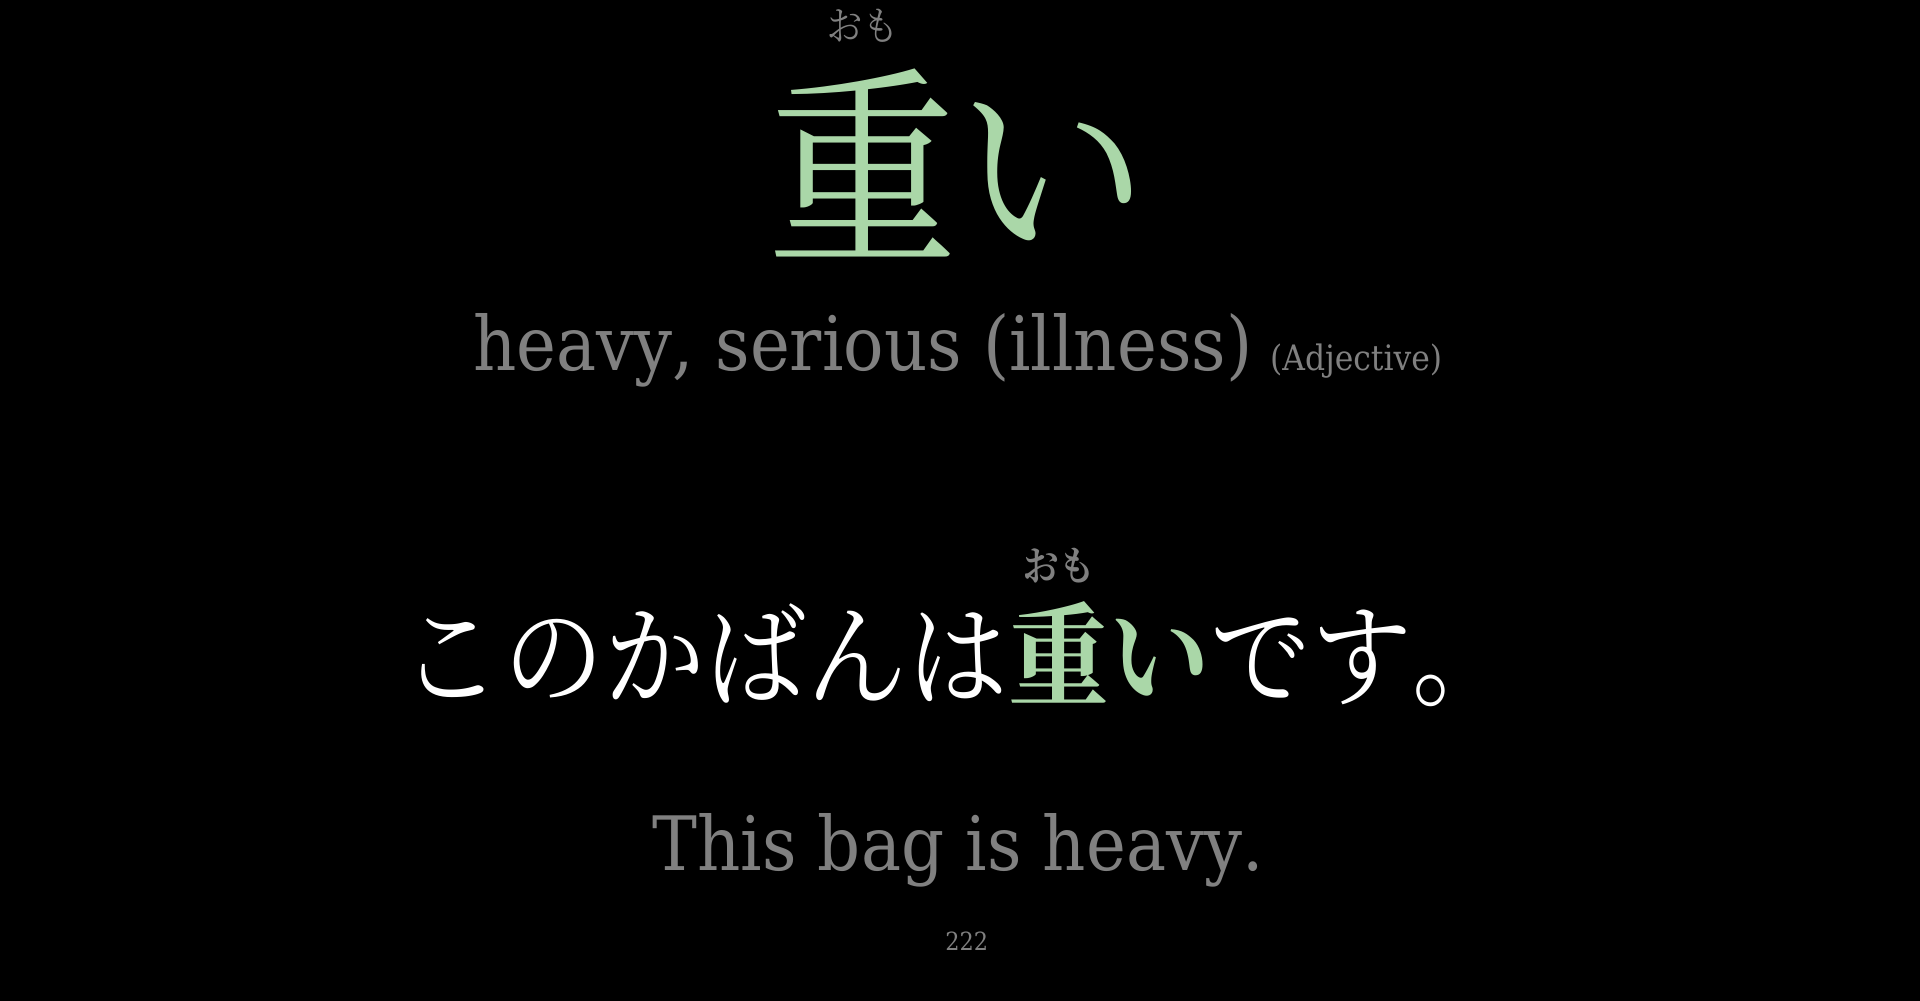 おも
重い
heavy, serious (illness) (Adjective)
おも
このかばんは重いです。
This bag is heavy.
222